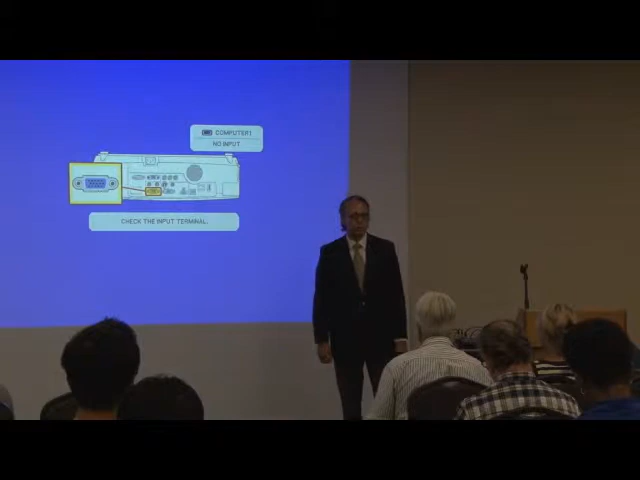 COMPUTER1
NO INPUT
CHECK THE INPUT TERMINAL.